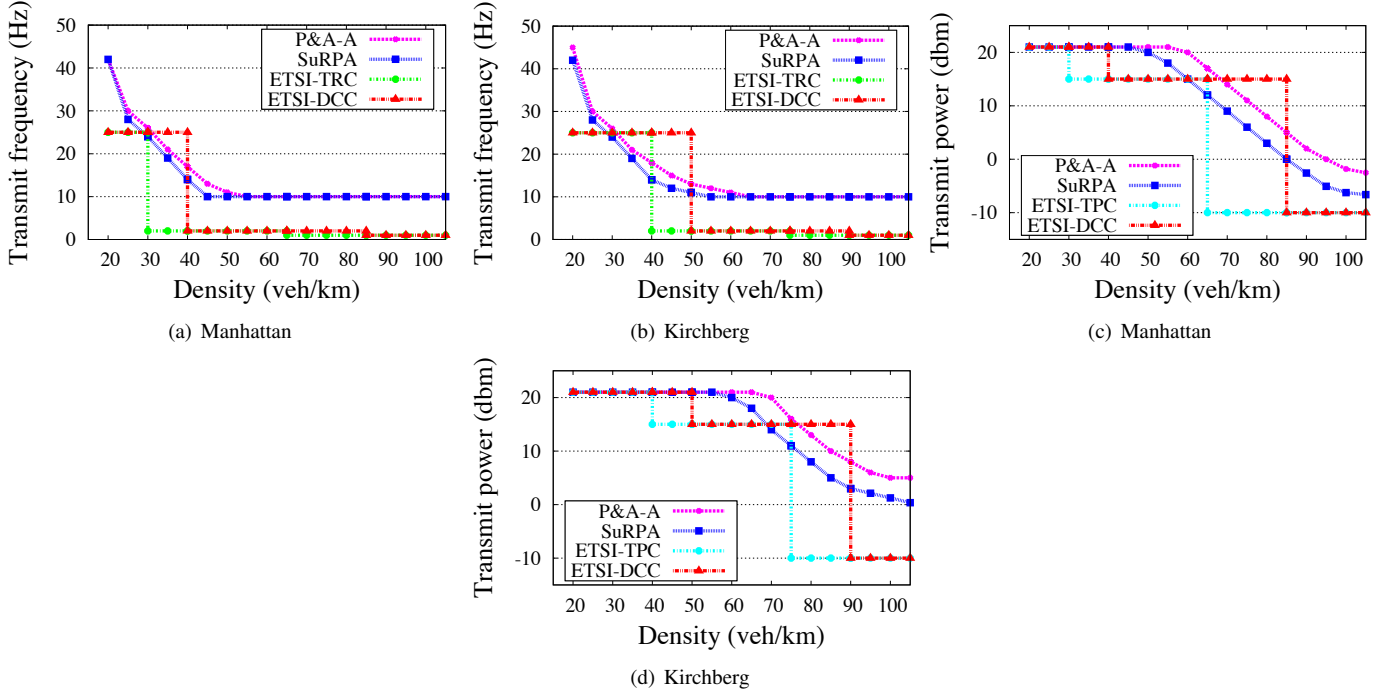 Transmit frequency (Hz)
50
40
30
20
10
0
P&A-A
SuRPA
ETSI-TRC
ETSI-DCC
20 30 40 50 60 70 80 90 100
Density (veh/km)
(a) Manhattan
Transmit frequency (Hz)
50
40
30
20
10
0
P&A-A
SuRPA
ETSI-TRC
ETSI-DCC
20 30 40 50 60 70 80 90 100
Density (veh/km)
(b) Kirchberg
Transmit power (dbm)
20
10
0
-10
P&A-A
SuRPA
ETSI-TPC
ETSI-DCC
20 30 40 50 60 70 80 90 100
Density (veh/km)
(c) Manhattan
Transmit power (dbm)
20
10
0
-10
P&A-A
SuRPA
ETSI-TPC
ETSI-DCC
20 30 40 50 60 70 80 90 100
Density (veh/km)
(d) Kirchberg